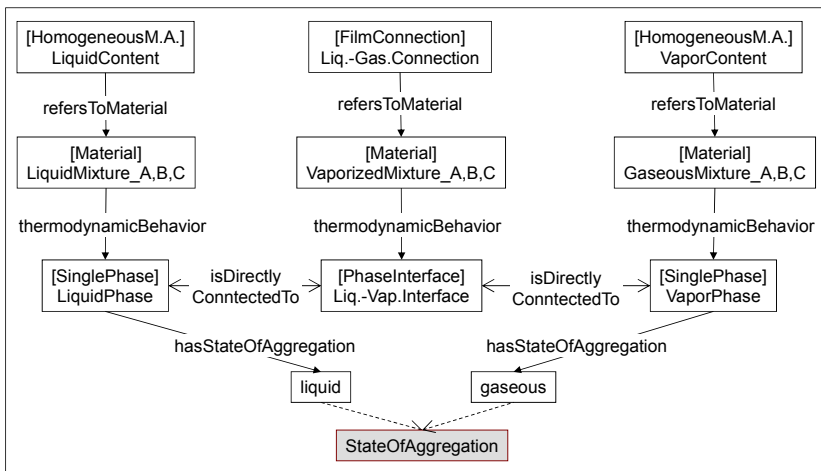 [HomogeneousM.A.]
LiquidContent
[FilmConnection]
Liq.-Gas.Connection
[HomogeneousM.A.]
VaporContent
refersToMaterial
refersToMaterial
refersToMaterial
[Material]
LiquidMixture_A,B,C
[Material]
VaporizedMixture_A,B,C
[Material]
GaseousMixture_A,B,C
thermodynamicBehavior
thermodynamicBehavior
thermodynamicBehavior
[SinglePhase]
LiquidPhase
isDirectly
ConntectedTo
[PhaseInterface]
Liq.-Vap.Interface
isDirectly
ConntectedTo
[SinglePhase]
VaporPhase
hasStateOfAggregation
hasStateOfAggregation
liquid
gaseous
StateOfAggregation